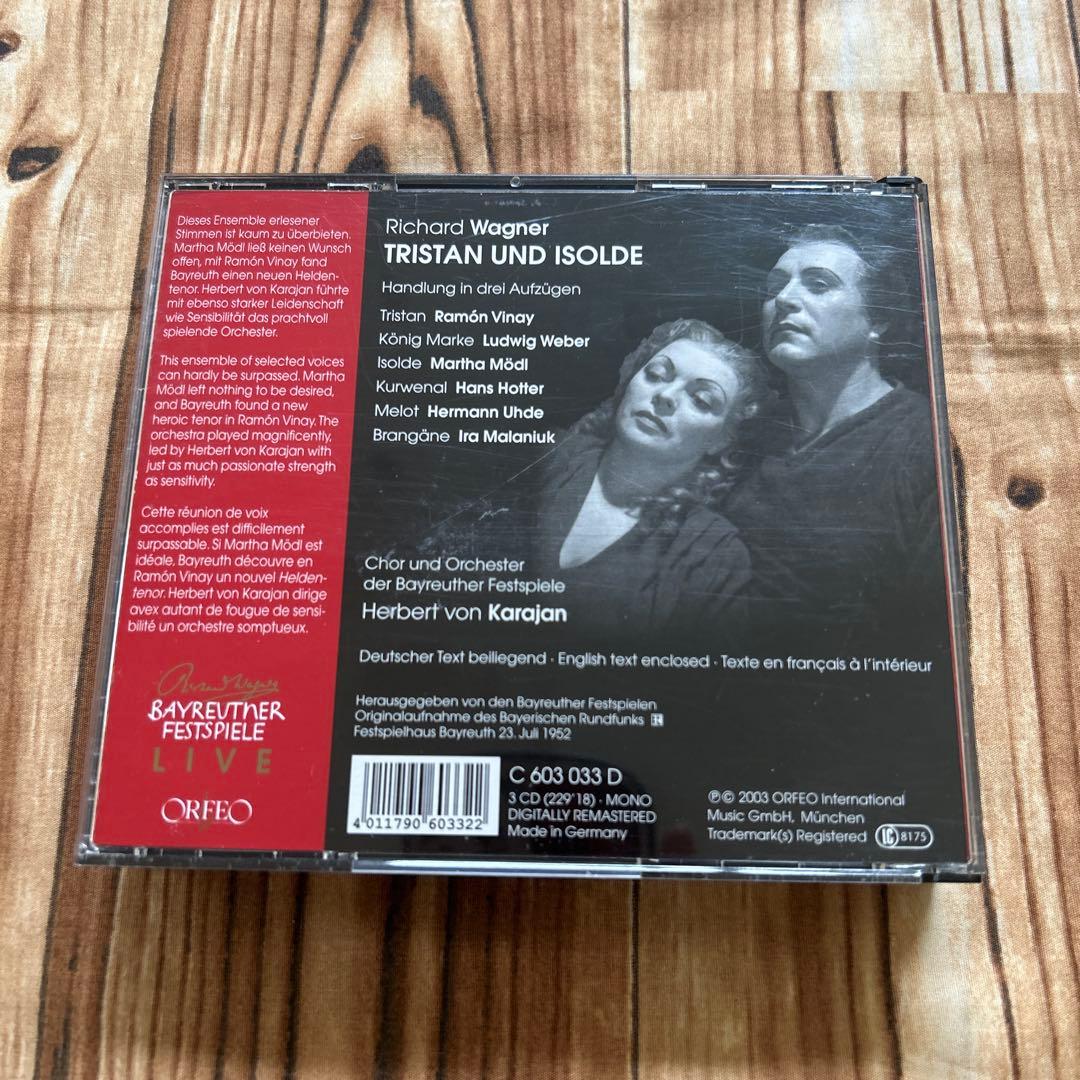 Dieses Ensemble erlesener
Stimmen ist kaum zu überbieten.
Martha Mödl ließ keinen Wunsch
offen, mit Ramón Vinay fand
Bayreuth einen neuen Helden-
tenor. Herbert von Karajan führte
mit ebenso starker Leidenschaft
wie Sensibilität das prachtvoll
spielende Orchester.
This ensemble of selected voices
can hardly be surpassed. Martha
Mödl left nothing to be desired,
and Bayreuth found a new
heroic tenor in Ramón Vinay. The
orchestra played magnificently,
led by Herbert von Karajan with
just as much passionate strength
as sensitivity.
Cette réunion de voix
accomplies est difficilement
surpassable. Si Martha Mödl est
idéale, Bayreuth découvre en
Ramón Vinay un nouvel Helden-
tenor. Herbert von Karajan dirige
avex autant de fougue de sensi-
bilité un orchestre somptueux.
Richard Wagner
BAYREUTHER
FESTSPIELE
LIVE
ORFEO
Richard Wagner
TRISTAN UND ISOLDE
Handlung in drei Aufzügen
Tristan Ramón Vinay
König Marke Ludwig Weber
Isolde Martha Mödl
Kurwenal Hans Hotter
Melot Hermann Uhde
Brangäne Ira Malaniuk
Chor und Orchester
der Bayreuther Festspiele
Herbert von Karajan
Deutscher Text beiliegend · English text enclosed · Texte en français à l'intérieur
Herausgegeben von den Bayreuther Festspielen
Originalaufnahme des Bayerischen Rundfunks
Festspielhaus Bayreuth 23. Juli 1952
4 011790 603322
C 603 033 D
3 CD (229'18) · MONO
DIGITALLY REMASTERED
Made in Germany
℗© 2003 ORFEO International
Music GmbH, München
Trademark(s) Registered LC 8175